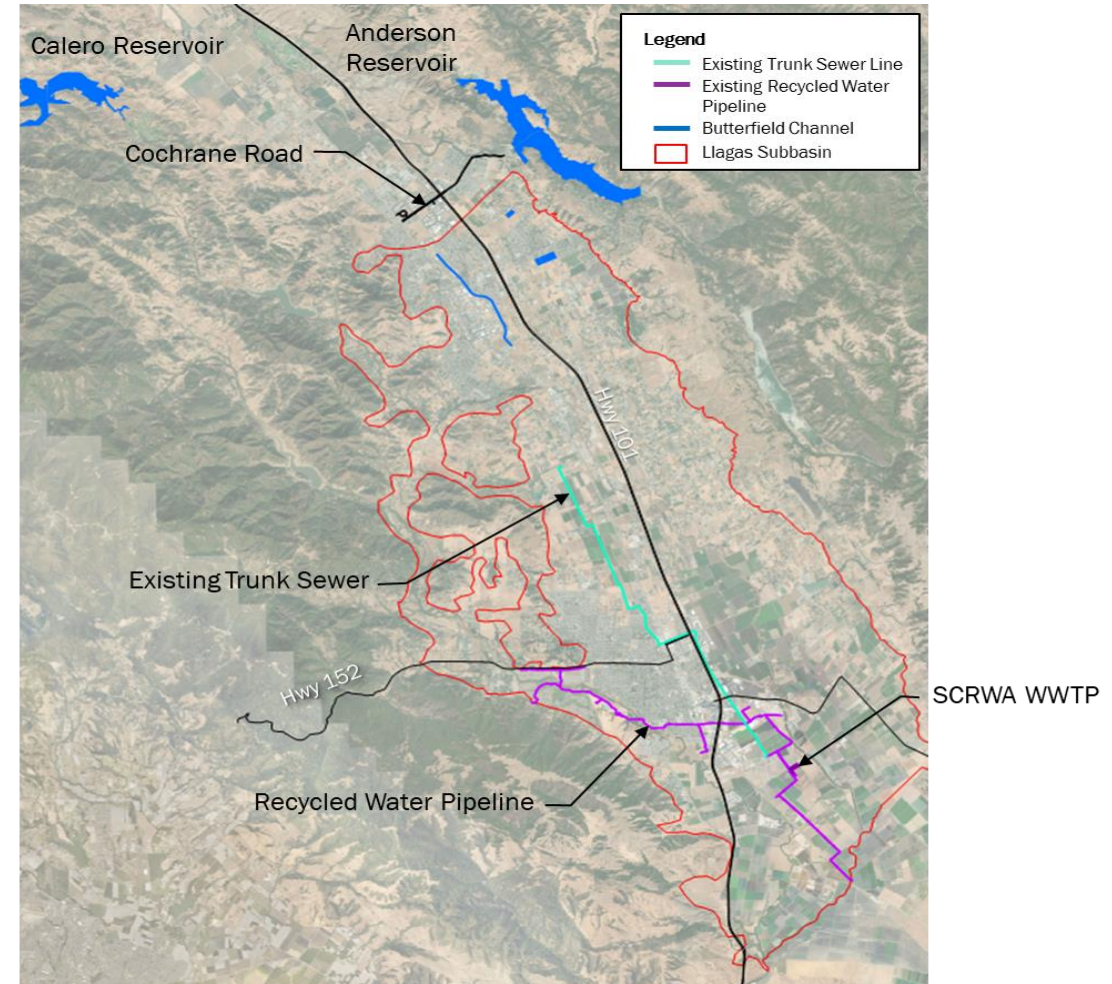 Calero Reservoir
Anderson
Reservoir
Legend
Existing Trunk Sewer Line
Existing Recycled Water
Pipeline
Butterfield Channel
Llagas Subbasin
Cochrane Road
Hwy 101
Existing Trunk Sewer
Hwy 152
SCRWA WWTP
Recycled Water Pipeline